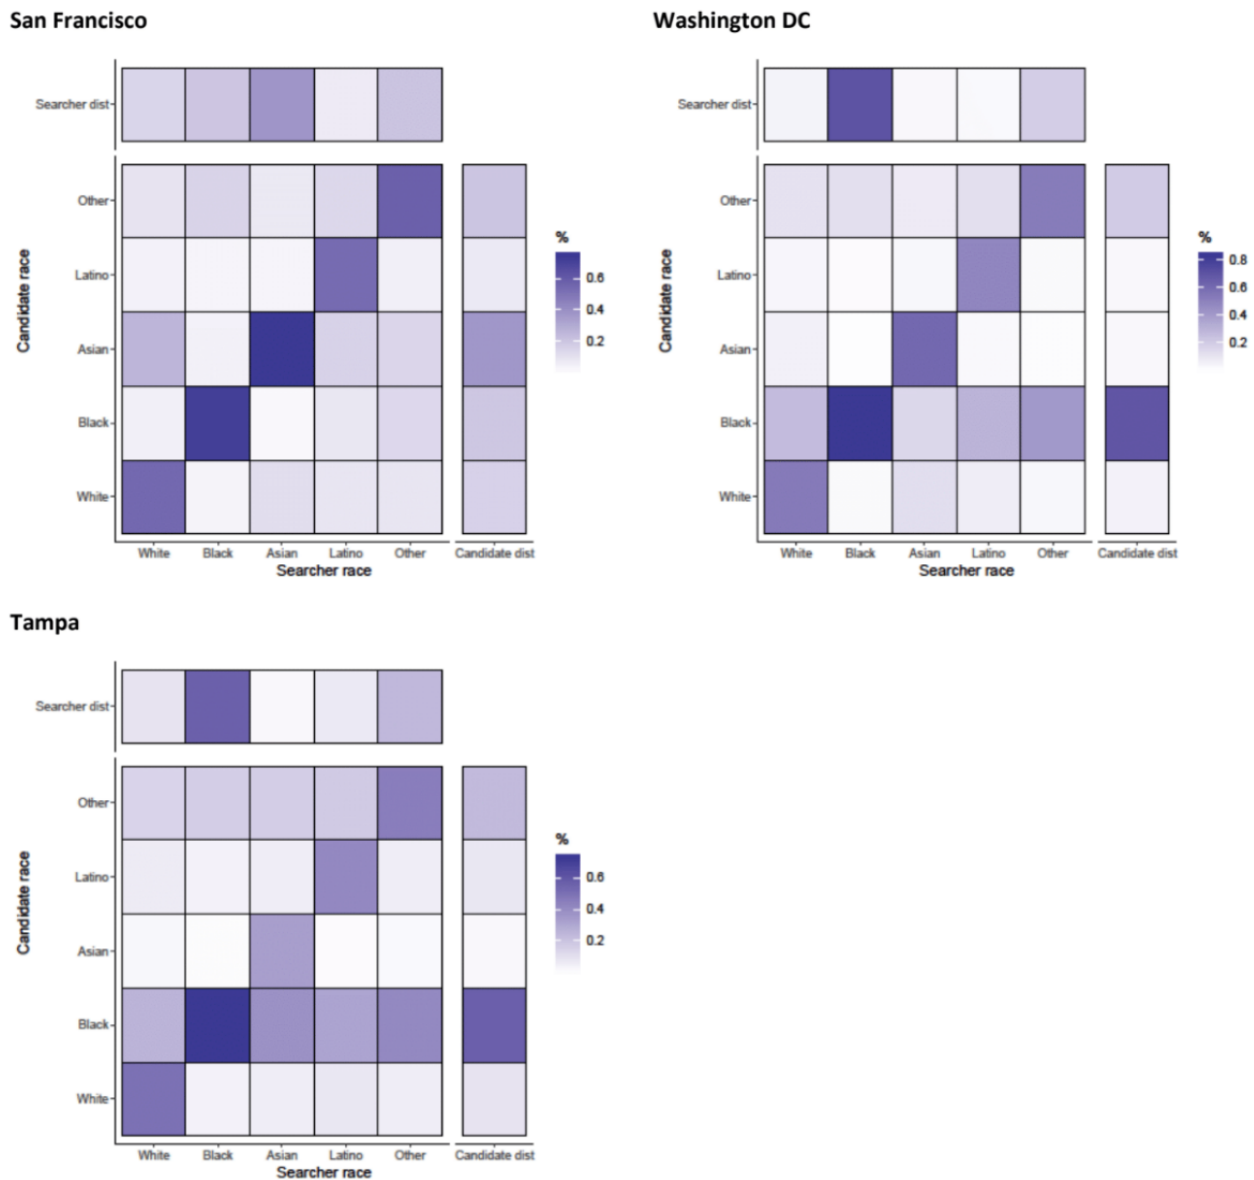 San Francisco
Searcher dist
Other
Latino
Asian
Black
White
Candidate race
White Black Asian Latino Other Candidate dist
Searcher race
%
0.6
0.4
0.2
Washington DC
Searcher dist
Other
Latino
Asian
Black
White
Candidate race
White Black Asian Latino Other Candidate dist
Searcher race
%
0.8
0.6
0.4
0.2
Tampa
Searcher dist
Other
Latino
Asian
Black
White
Candidate race
White Black Asian Latino Other Candidate dist
Searcher race
%
0.6
0.4
0.2